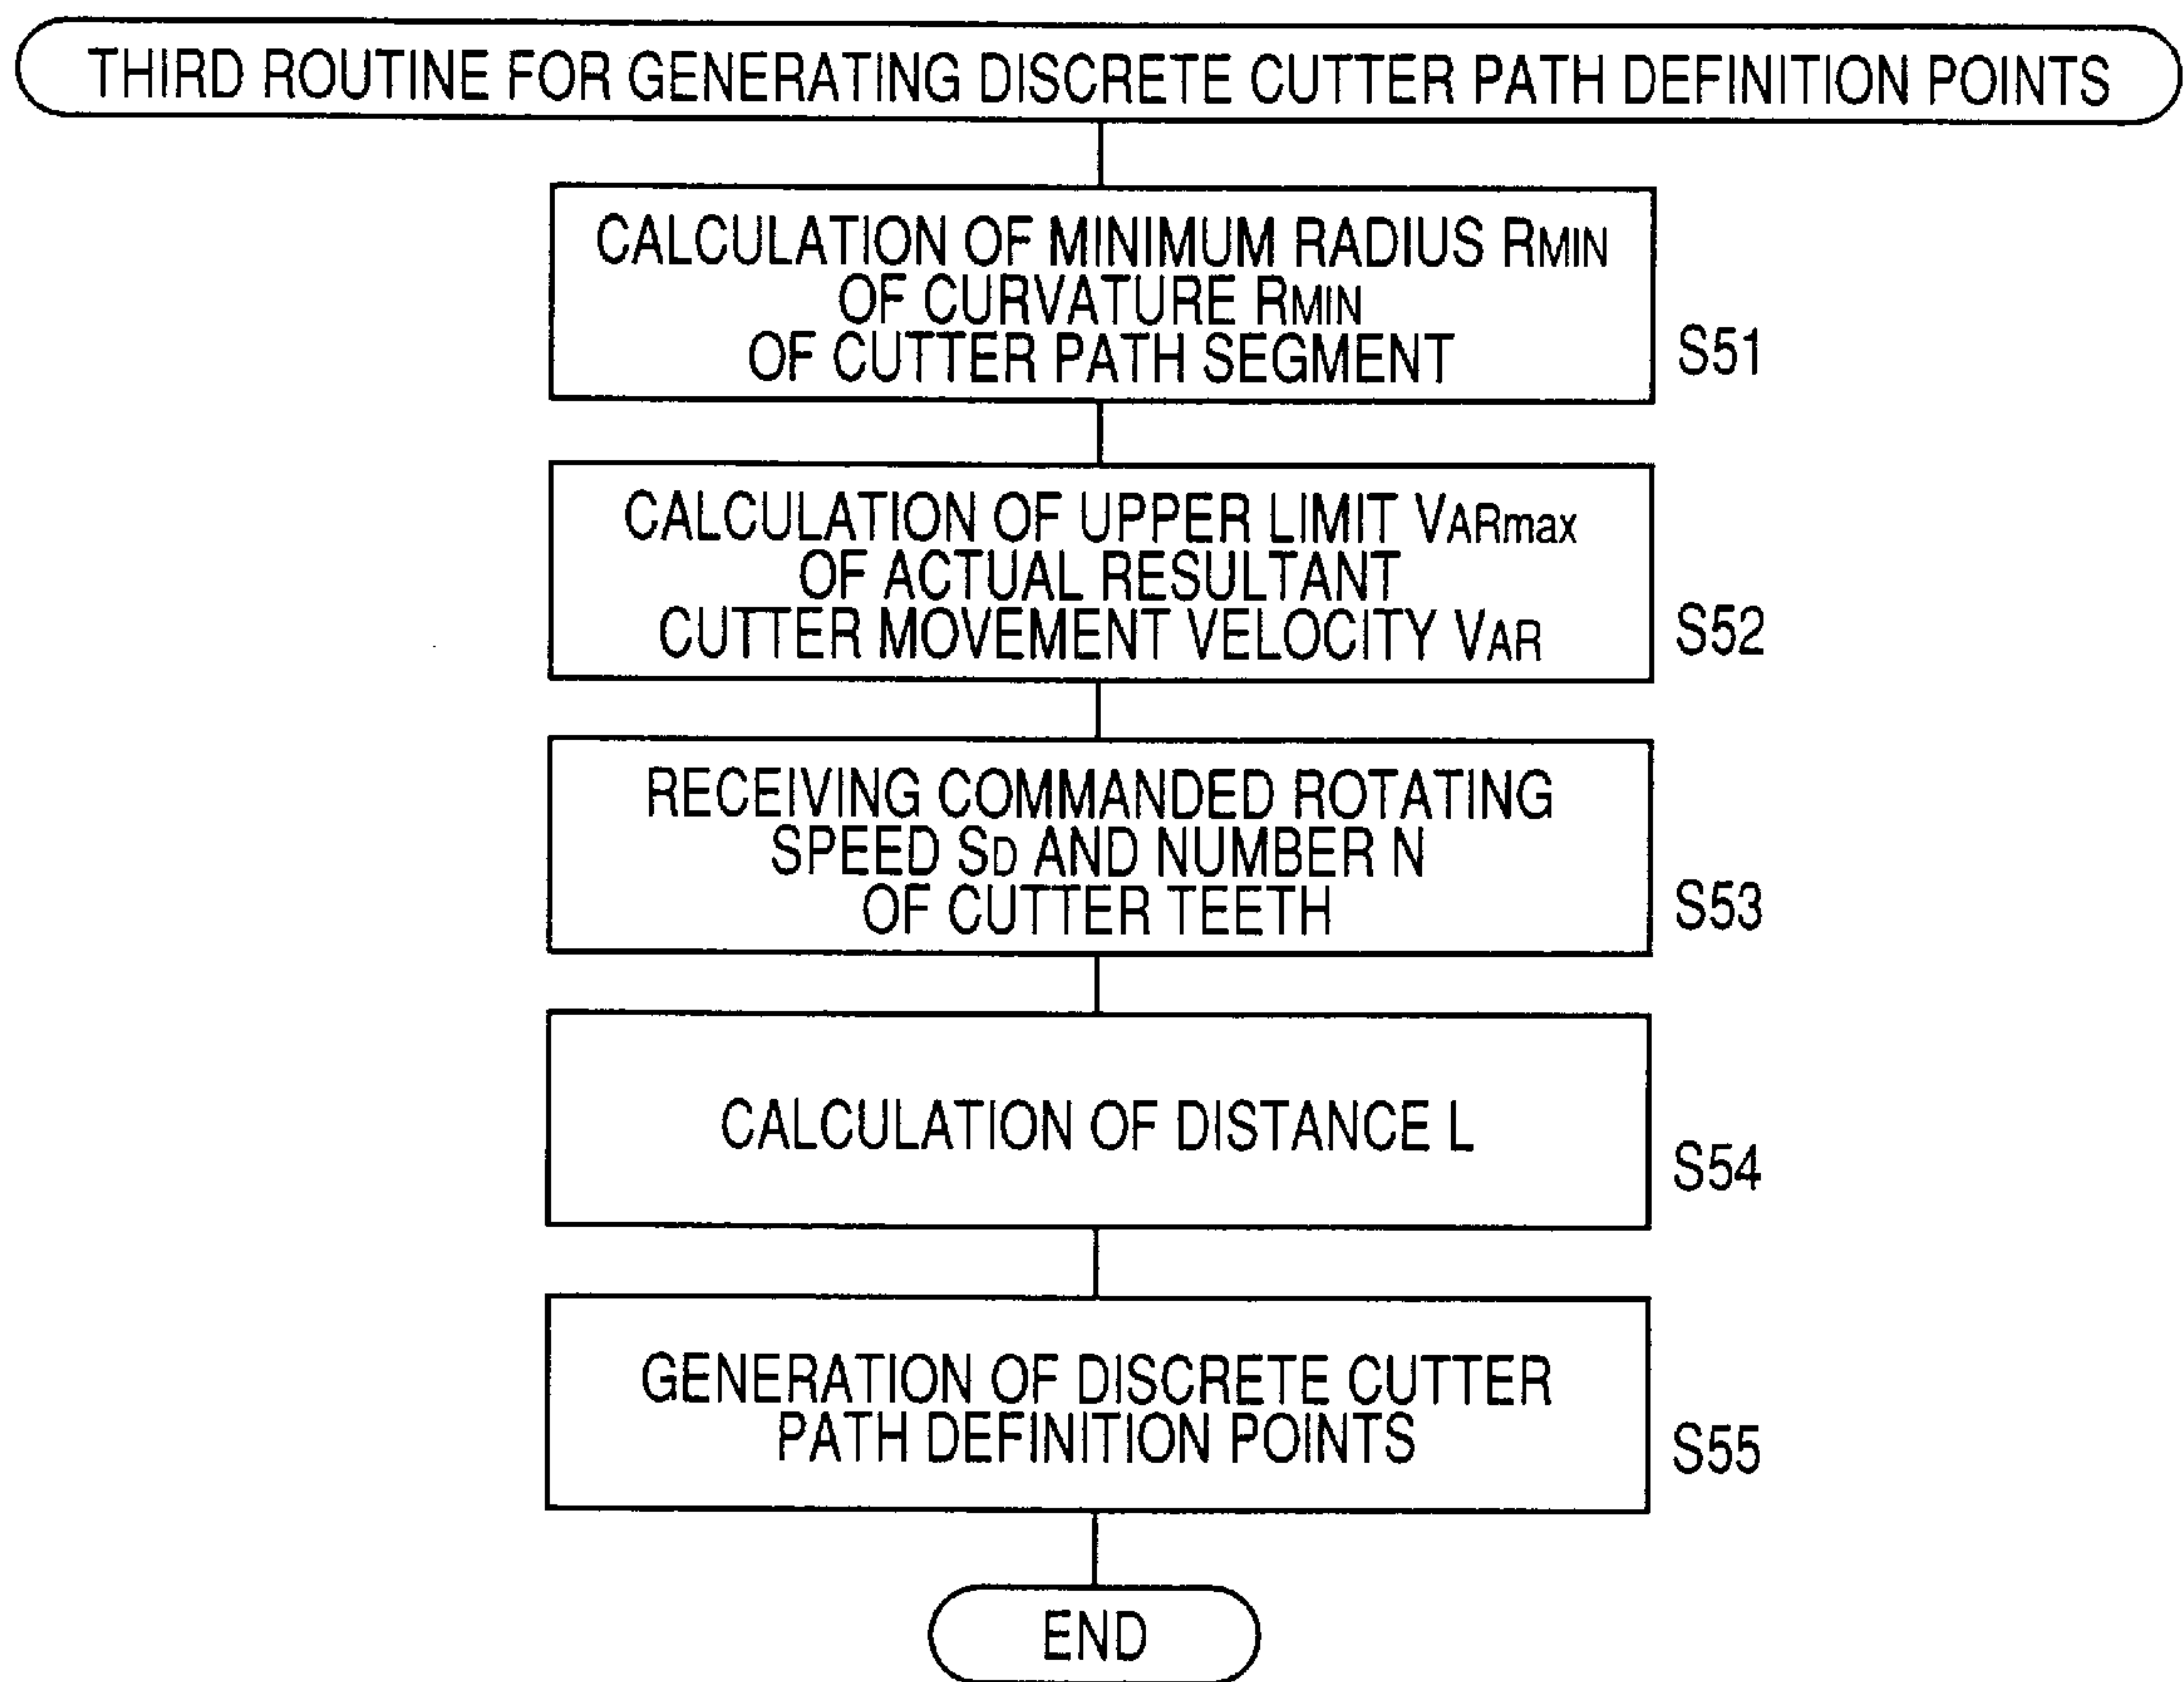 THIRD ROUTINE FOR GENERATING DISCRETE CUTTER PATH DEFINITION POINTS
CALCULATION OF MINIMUM RADIUS RMIN
OF CURVATURE RMIN
OF CUTTER PATH SEGMENT
S51
CALCULATION OF UPPER LIMIT VARmax
OF ACTUAL RESULTANT
CUTTER MOVEMENT VELOCITY VAR
S52
RECEIVING COMMANDED ROTATING
SPEED SD AND NUMBER N
OF CUTTER TEETH
S53
CALCULATION OF DISTANCE L
S54
GENERATION OF DISCRETE CUTTER
PATH DEFINITION POINTS
S55
END